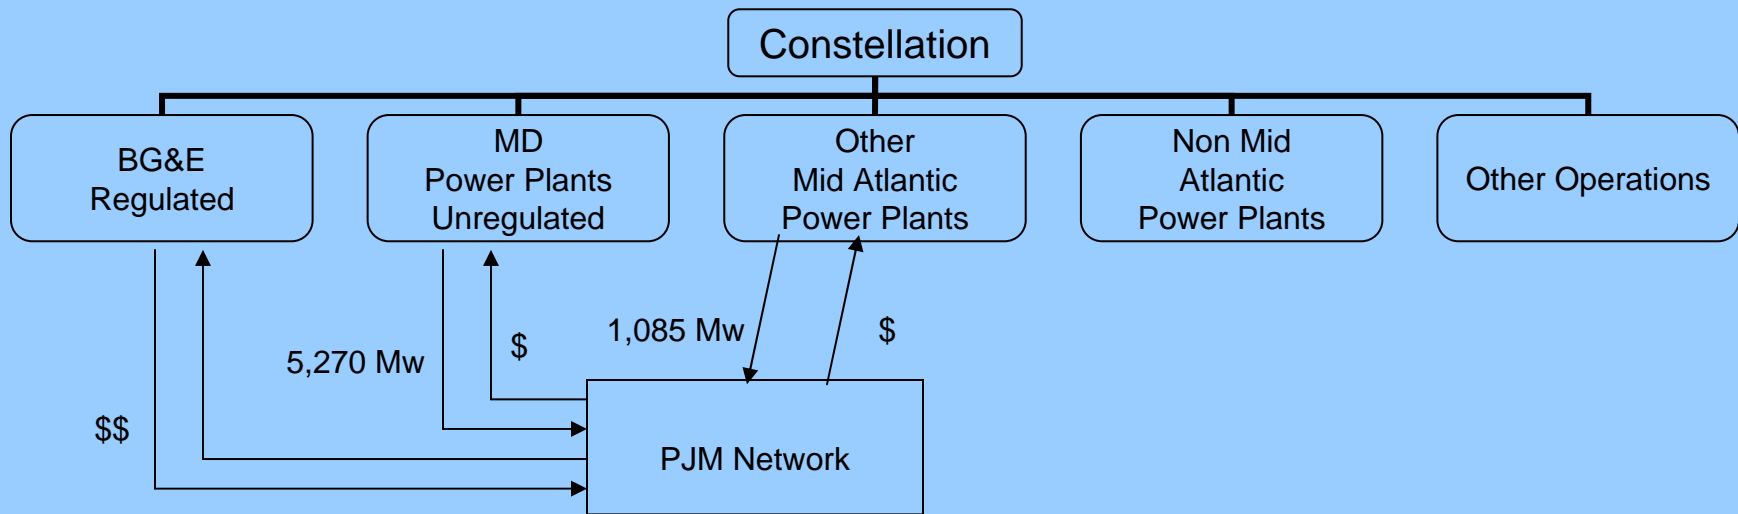 Constellation
BG&E
Regulated
MD
Power Plants
Unregulated
Other
Mid Atlantic
Power Plants
Non Mid
Atlantic
Power Plants
Other Operations
$$
5,270 Mw
$
1,085 Mw
$
PJM Network